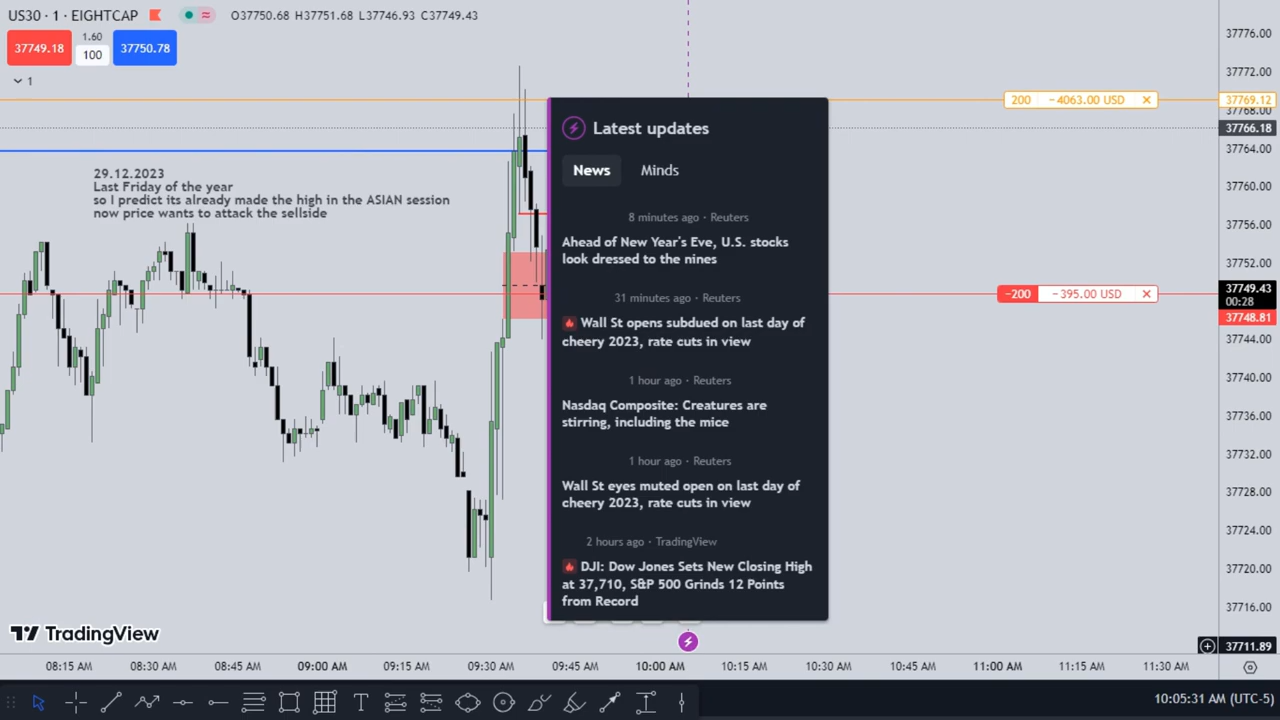 US30 · 1 · EIGHTCAP
O37750.68 H37751.68 L37746.93 C37749.43
37749.18
1.60
100
37750.78
1
29.12.2023
Last Friday of the year
so I predict its already made the high in the ASIAN session
now price wants to attack the sellside
Latest updates
News
Minds
8 minutes ago · Reuters
Ahead of New Year's Eve, U.S. stocks
look dressed to the nines
31 minutes ago · Reuters
Wall St opens subdued on last day of
cheery 2023, rate cuts in view
1 hour ago · Reuters
Nasdaq Composite: Creatures are
stirring, including the mice
1 hour ago · Reuters
Wall St eyes muted open on last day of
cheery 2023, rate cuts in view
2 hours ago · TradingView
DJI: Dow Jones Sets New Closing High
at 37,710, S&P 500 Grinds 12 Points
from Record
200 −4063.00 USD
-200 −395.00 USD
37776.00
37772.00
37769.12
37768.00
37766.18
37764.00
37760.00
37756.00
37752.00
37749.43
00:28
37748.81
37744.00
37740.00
37736.00
37732.00
37728.00
37724.00
37720.00
37716.00
37711.89
TradingView
08:15 AM 08:30 AM 08:45 AM 09:00 AM 09:15 AM 09:30 AM 09:45 AM 10:00 AM 10:15 AM 10:30 AM 10:45 AM 11:00 AM 11:15 AM 11:30 AM
10:05:31 AM (UTC-5)